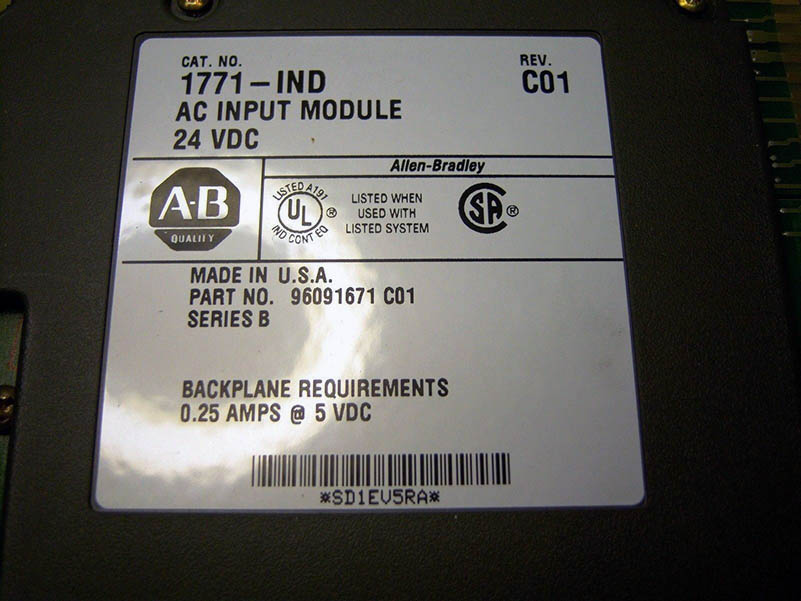 CAT. NO.
REV.
1771-IND
C01
AC INPUT MODULE
24 VDC
Allen-Bradley
A-B
QUALITY
LISTED A191
UL ®
IND CONT EQ
LISTED WHEN
USED WITH
LISTED SYSTEM
SA ®
MADE IN U.S.A.
PART NO. 96091671 C01
SERIES B
BACKPLANE REQUIREMENTS
0.25 AMPS @ 5 VDC
*SD1EV5RA*